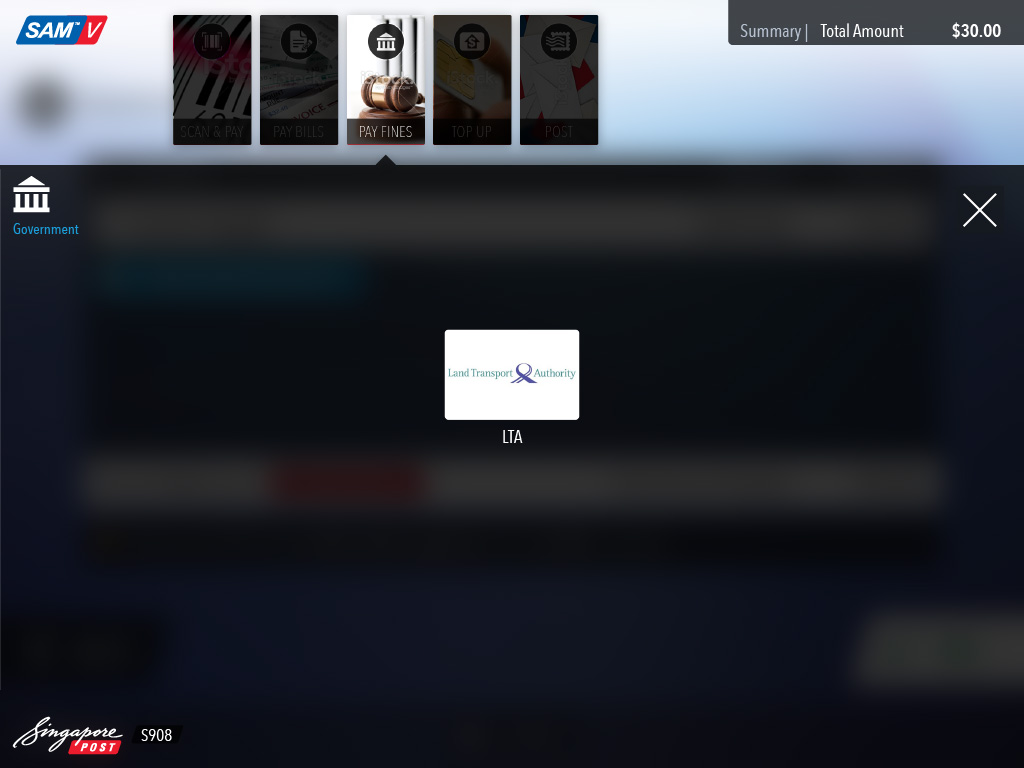 SAM™ V
SCAN & PAY
PAY BILLS
PAY FINES
TOP UP
POST
Summary | Total Amount $30.00
Government
Land Transport Authority
LTA
Singapore
POST
S908